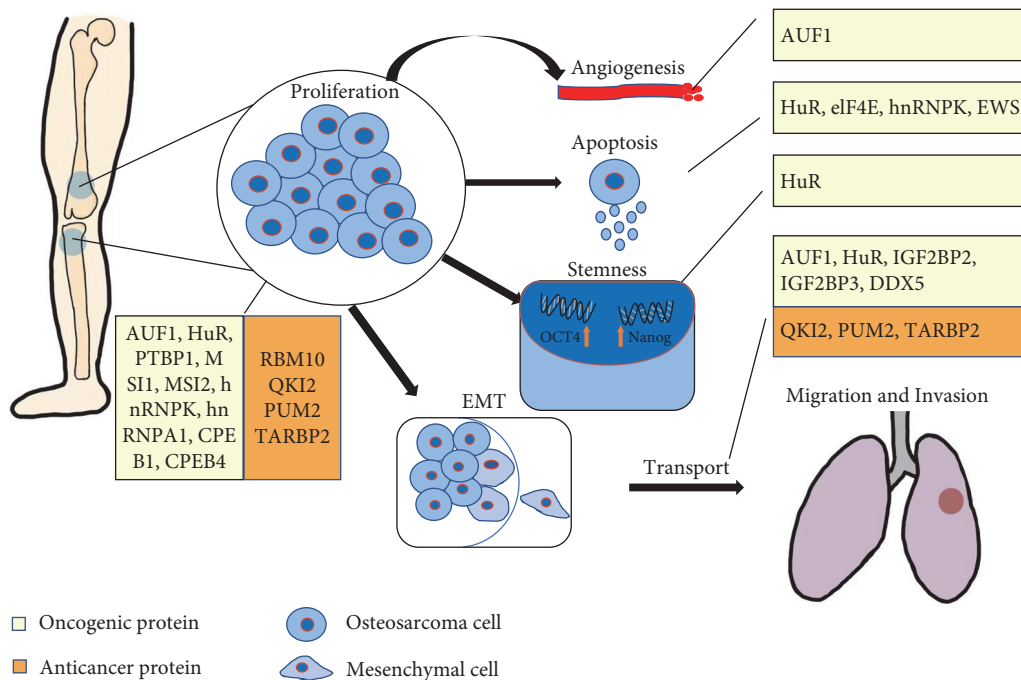 Proliferation
Angiogenesis
AUF1
HuR, elF4E, hnRNPK, EWS
Apoptosis
HuR
Stemness
OCT4
Nanog
AUF1, HuR, IGF2BP2,
IGF2BP3, DDX5
QKI2, PUM2, TARBP2
AUF1, HuR,
PTBP1, M
SI1, MSI2, h
nRNPK, hn
RNPA1, CPE
B1, CPEB4
RBM10
QKI2
PUM2
TARBP2
EMT
Transport
Migration and Invasion
Oncogenic protein
Osteosarcoma cell
Anticancer protein
Mesenchymal cell